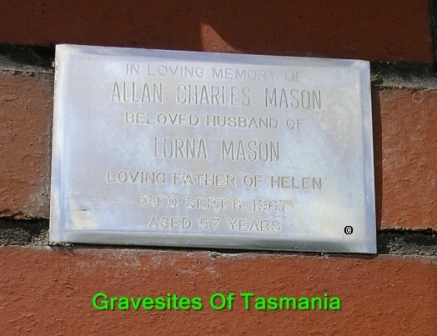 IN LOVING MEMORY OF
ALLAN CHARLES MASON
BELOVED HUSBAND OF
LORNA MASON
LOVING FATHER OF HELEN
DIED SEPT 6. 1967
AGED 57 YEARS
Gravesites Of Tasmania